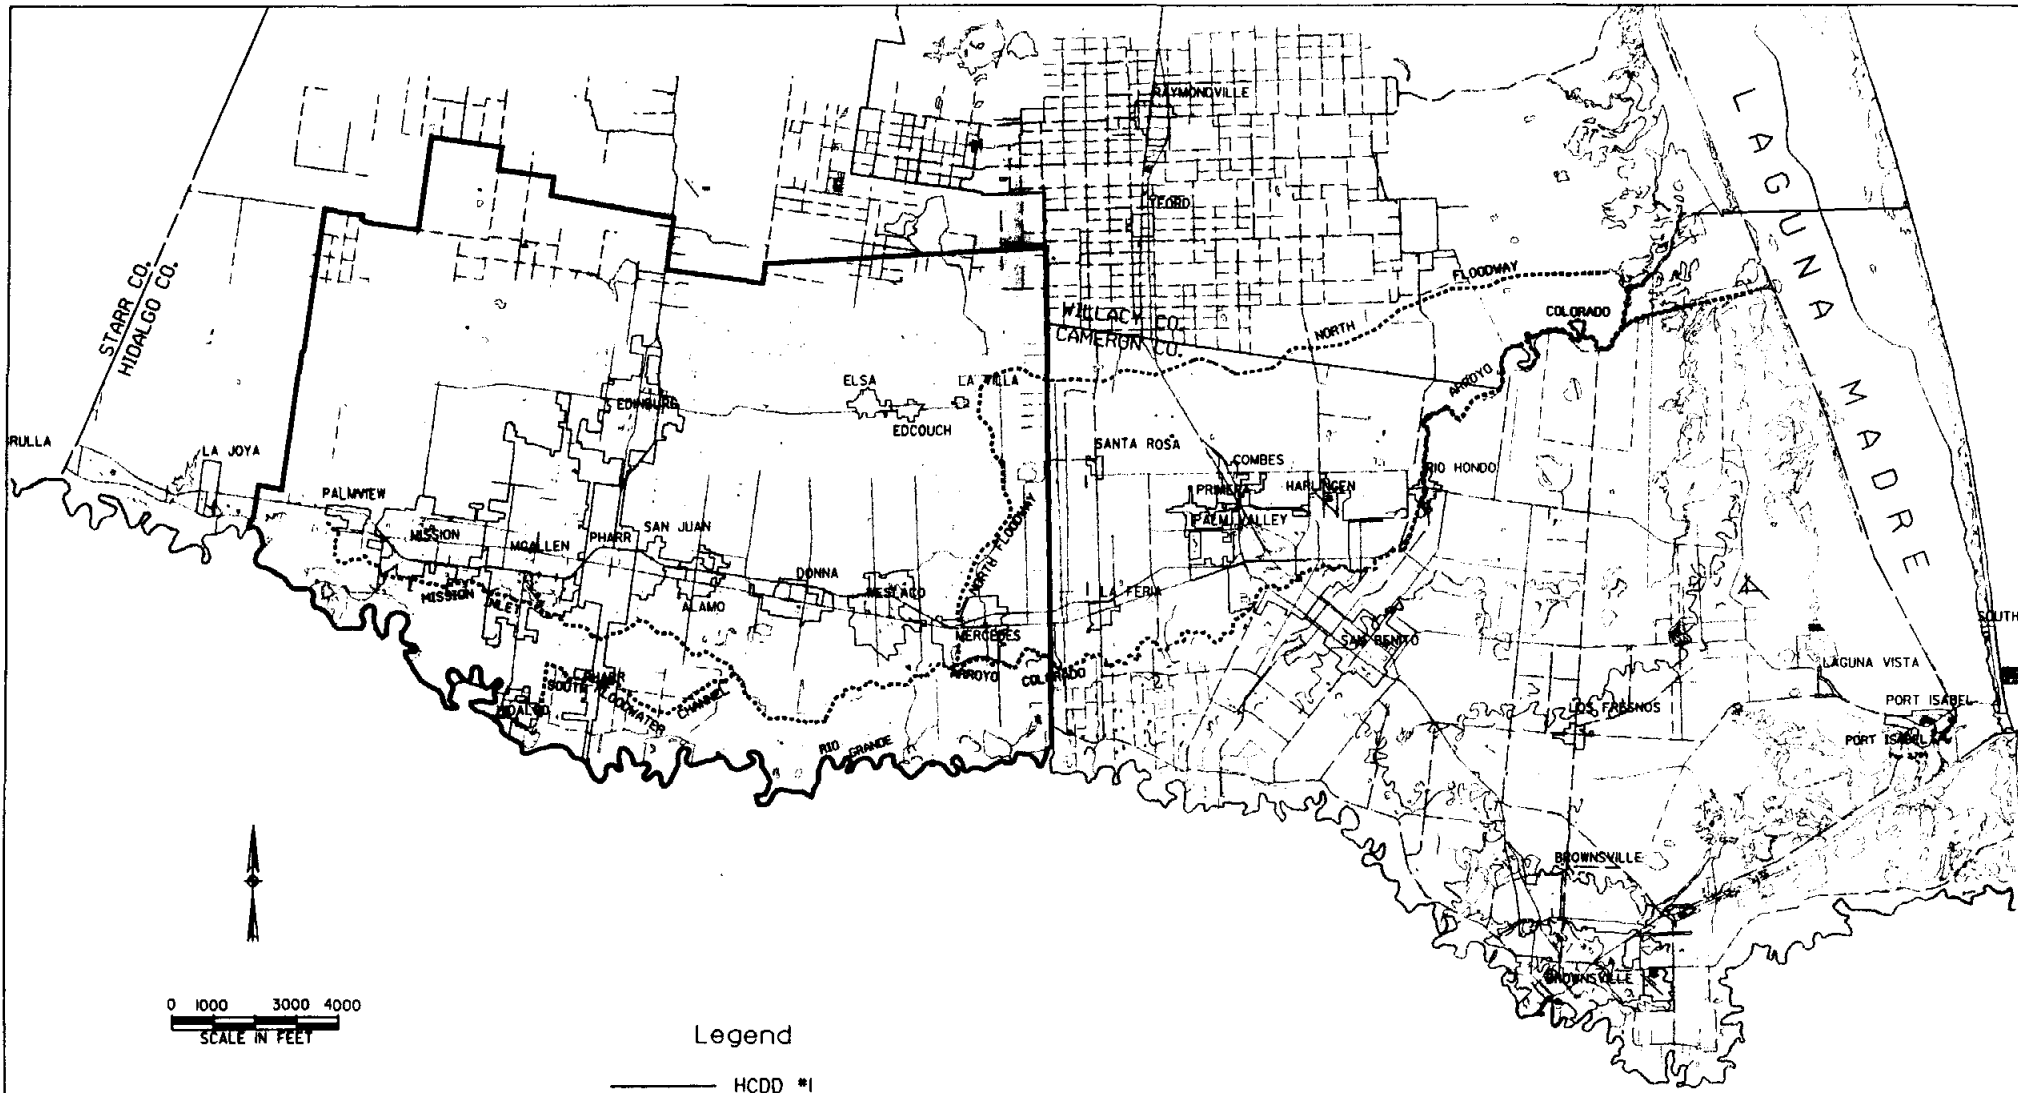 RAYMONDVILLE
LAGUNA MADRE
YFORD
STARR CO.
HIDALGO CO.
FLOODWAY
NORTH
COLORADO
WILLACY CO.
CAMERON CO.
ARROYO
ELSA
LA VILLA
EDINBURG
EDCOUCH
RULLA
LA JOYA
SANTA ROSA
COMBES
RIO HONDO
PALMVIEW
PRIMERA
HARLINGEN
PALM VALLEY
MISSION
MCALLEN
PHARR
SAN JUAN
NORTH FLOODWAY
DONNA
WESLACO
LA FERIA
MISSION
INLET
ALAMO
MERCEDES
SAN BENITO
SOUTH
ARROYO
COLORADO
LAGUNA VISTA
PHARR
SOUTH FLOODWATER
CHANNEL
HIDALGO
LOS FRESNOS
PORT ISABEL
PORT ISABEL
RIO GRANDE
BROWNSVILLE
BROWNSVILLE
0 1000 3000 4000
SCALE IN FEET
Legend
HCDD #1